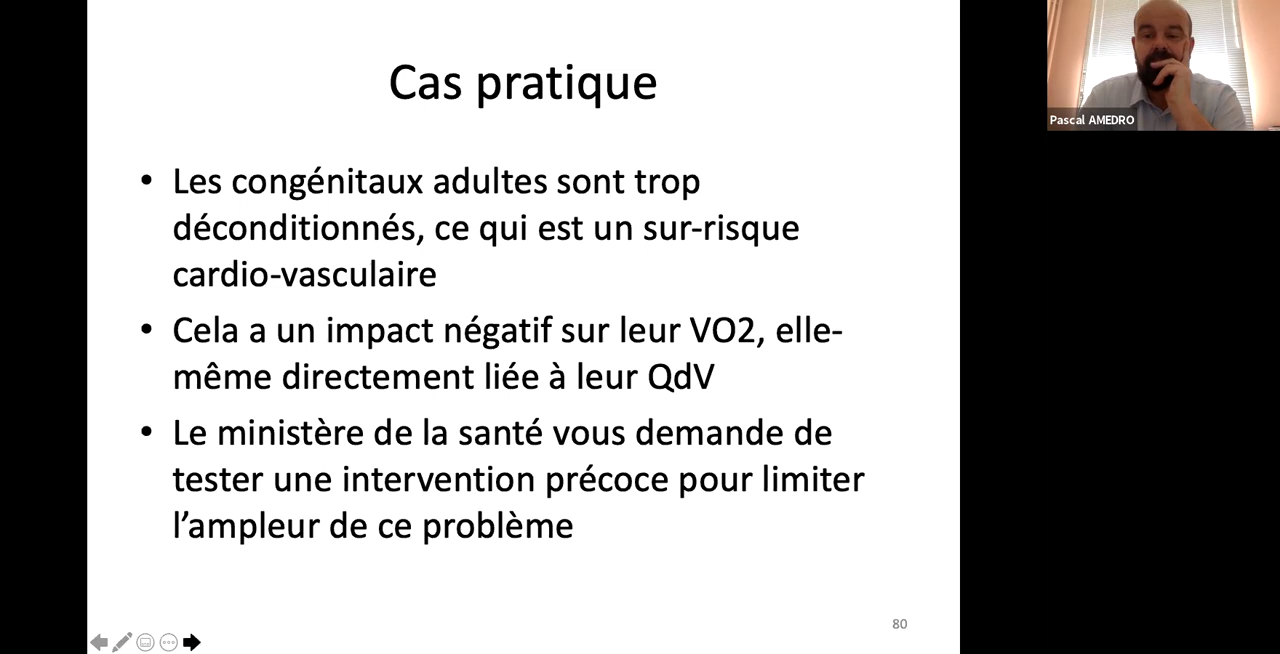 Cas pratique
• Les congénitaux adultes sont trop
déconditionnés, ce qui est un sur-risque
cardio-vasculaire
• Cela a un impact négatif sur leur VO2, elle-
même directement liée à leur QdV
• Le ministère de la santé vous demande de
tester une intervention précoce pour limiter
l’ampleur de ce problème
80
Pascal AMEDRO